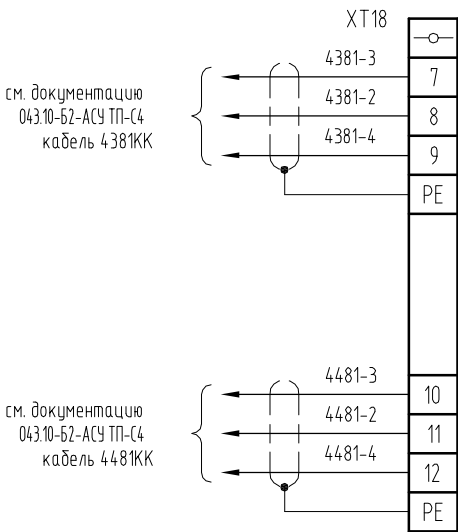 XT18
4381-3
7
см. документацию
4381-2
043.10-Б2-АСУ ТП-С4
8
кабель 4381КК
4381-4
9
PE
4481-3
10
см. документацию
4481-2
043.10-Б2-АСУ ТП-С4
11
кабель 4481КК
4481-4
12
PE